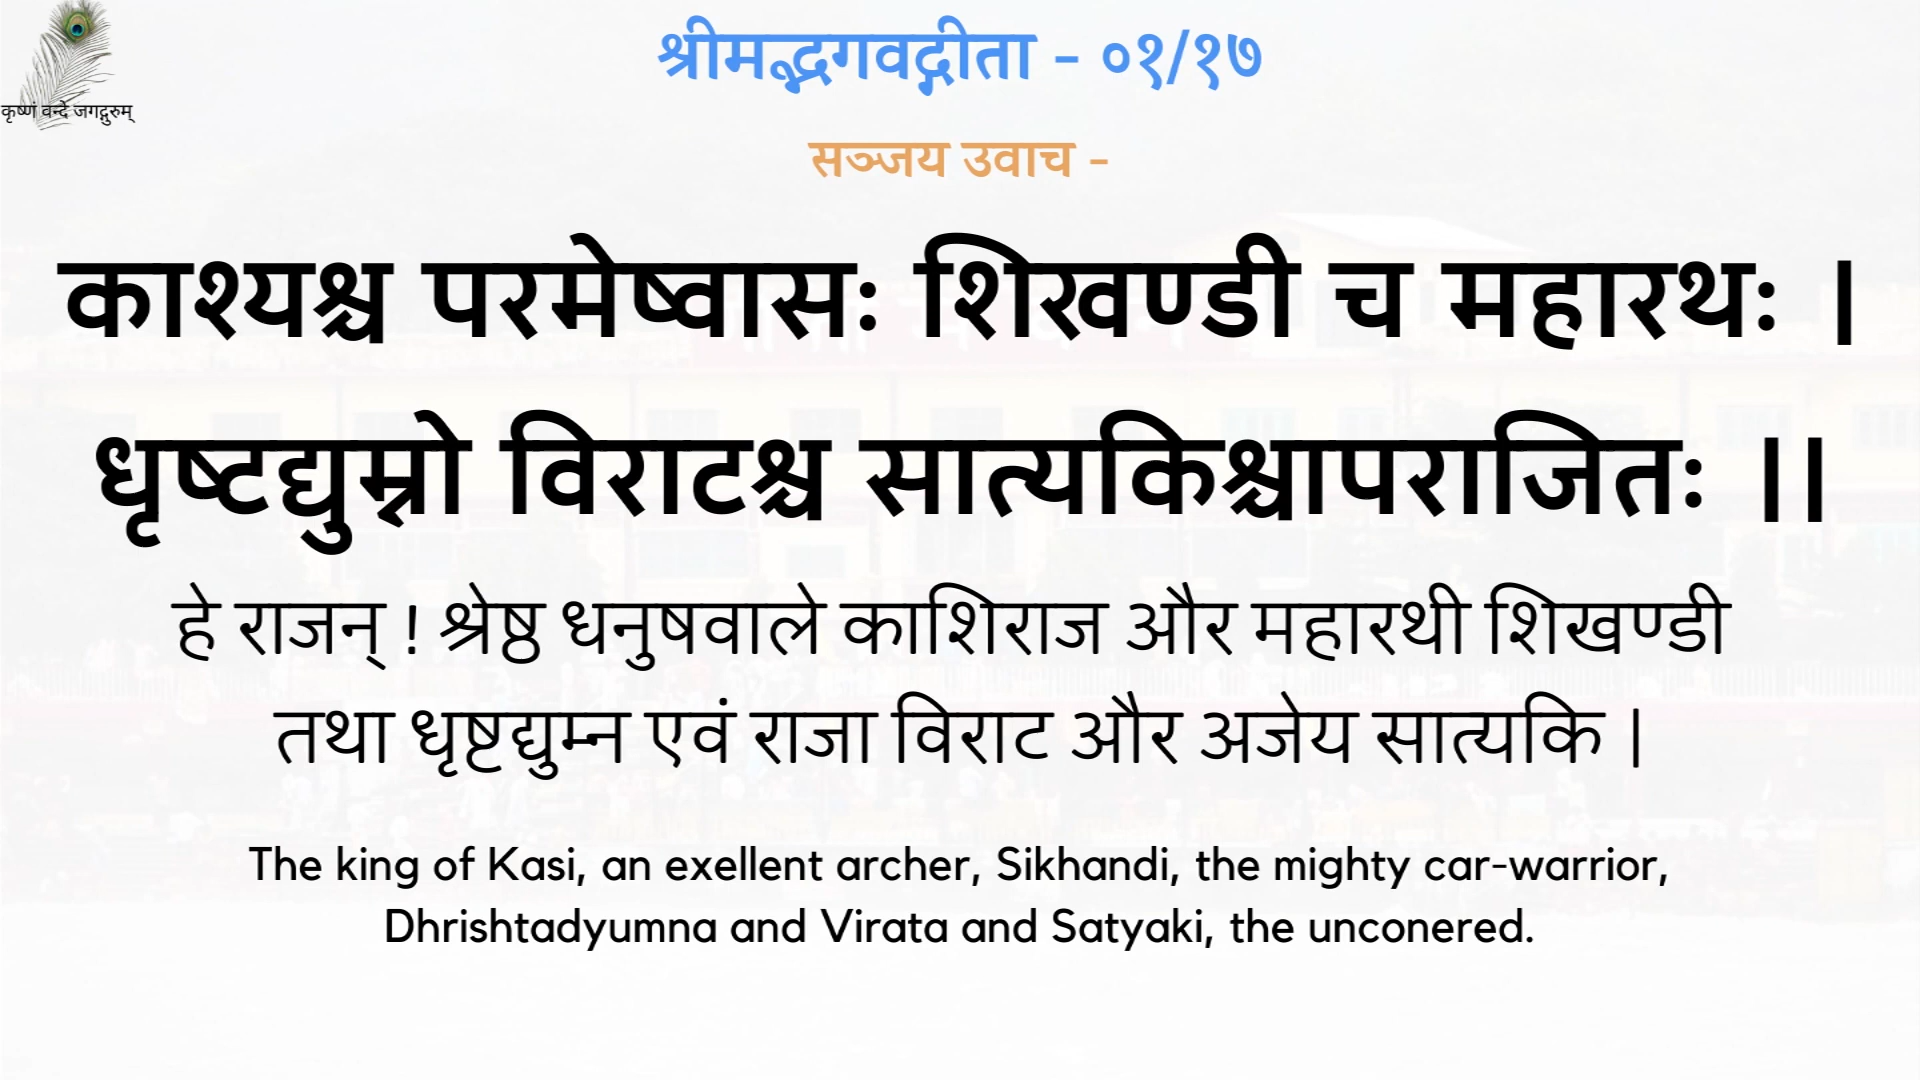 श्रीमद्भगवद्गीता - ०१/१७
कृष्णं वन्दे जगद्गुरुम्
सञ्जय उवाच -
काश्यश्च परमेष्वासः शिखण्डी च महारथः ।
धृष्टद्युम्नो विराटश्च सात्यकिश्चापराजितः ।।
हे राजन् ! श्रेष्ठ धनुषवाले काशिराज और महारथी शिखण्डी
तथा धृष्टद्युम्न एवं राजा विराट और अजेय सात्यकि |
The king of Kasi, an exellent archer, Sikhandi, the mighty car-warrior,
Dhrishtadyumna and Virata and Satyaki, the unconered.